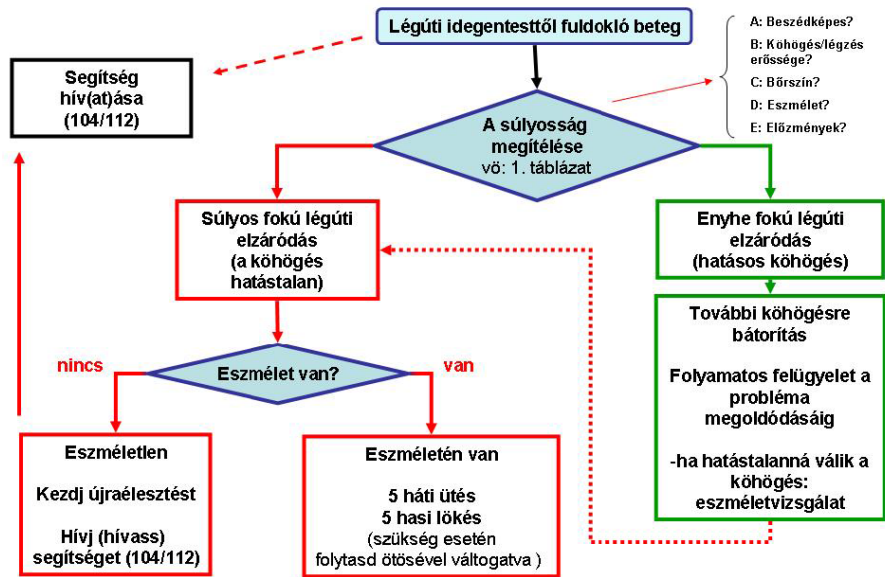 Légúti idegentesttől fuldokló beteg
A: Beszédképes?
B: Köhögés/légzés
erőssége?
C: Bőrszín?
D: Eszmélet?
E: Előzmények?
Segítség
hív(at)ása
(104/112)
A súlyosság
megítélése
vö: 1. táblázat
Súlyos fokú légúti
elzáródás
(a köhögés
hatástalan)
Enyhe fokú légúti
elzáródás
(hatásos köhögés)
További köhögésre
bátorítás
Folyamatos felügyelet a
probléma
megoldódásáig
-ha hatástalanná válik a
köhögés:
eszméletvizsgálat
nincs
Eszmélet van?
van
Eszméletlen
Kezdj újraélesztést
Hívj (hívass)
segítséget (104/112)
Eszméletén van
5 háti ütés
5 hasi lökés
(szükség esetén
folytasd ötösével váltogatva )